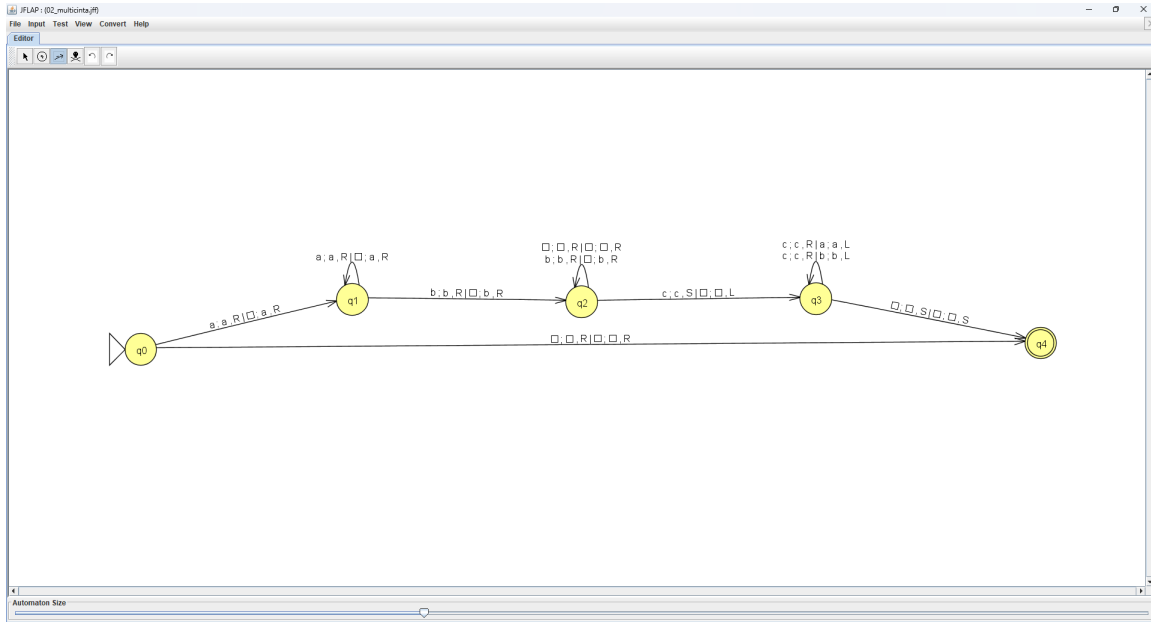 JFLAP : (02_multicinta.jff)
File Input Test View Convert Help
Editor
□ ; □ , R | □ ; □ , R
b ; b , R | □ ; b , R
c ; c , R | a ; a , L
c ; c , R | b ; b , L
a ; a , R | □ ; a , R
b ; b , R | □ ; b , R
c ; c , S | □ ; □ , L
q1
q2
q3
a ; a , R | □ ; a , R
□ ; □ , S | □ ; □ , S
□ ; □ , R | □ ; □ , R
q0
q4
Automaton Size